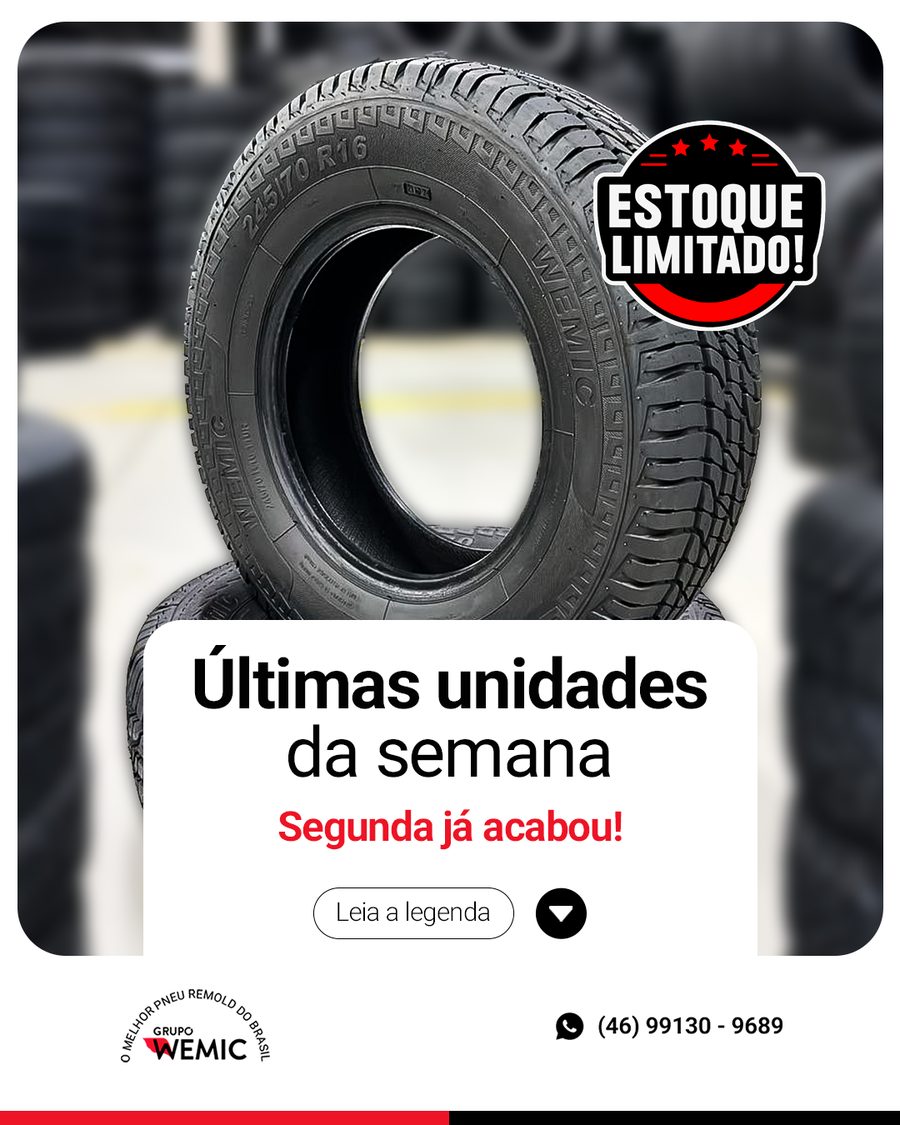 245/70 R16
WEMIC
WEMIC
ESTOQUE
LIMITADO!
Últimas unidades
da semana
Segunda já acabou!
Leia a legenda
O MELHOR PNEU REMOLD DO BRASIL
GRUPO
WEMIC
(46) 99130 - 9689